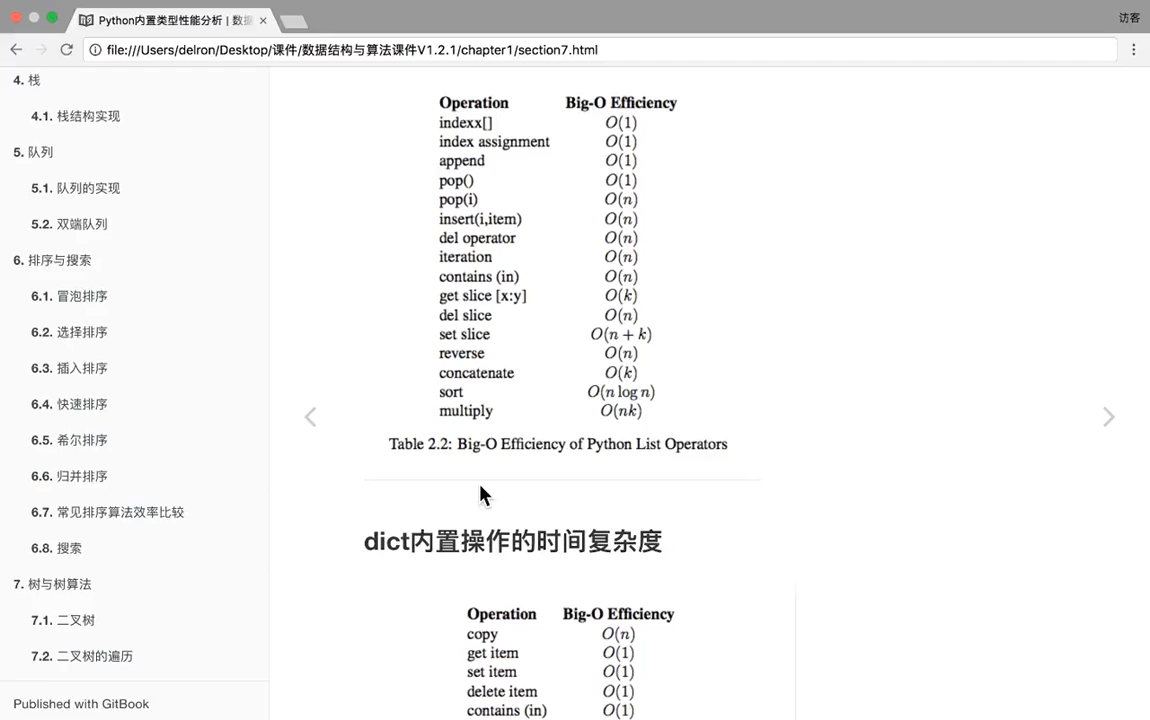 Python内置类型性能分析 | 数据
访客
file:///Users/delron/Desktop/课件/数据结构与算法课件V1.2.1/chapter1/section7.html
4. 栈
4.1. 栈结构实现
5. 队列
5.1. 队列的实现
5.2. 双端队列
6. 排序与搜索
6.1. 冒泡排序
6.2. 选择排序
6.3. 插入排序
6.4. 快速排序
6.5. 希尔排序
6.6. 归并排序
6.7. 常见排序算法效率比较
6.8. 搜索
7. 树与树算法
7.1. 二叉树
7.2. 二叉树的遍历
Published with GitBook
Operation Big-O Efficiency
indexx[] O(1)
index assignment O(1)
append O(1)
pop() O(1)
pop(i) O(n)
insert(i,item) O(n)
del operator O(n)
iteration O(n)
contains (in) O(n)
get slice [x:y] O(k)
del slice O(n)
set slice O(n + k)
reverse O(n)
concatenate O(k)
sort O(n log n)
multiply O(nk)
Table 2.2: Big-O Efficiency of Python List Operators
dict内置操作的时间复杂度
Operation Big-O Efficiency
copy O(n)
get item O(1)
set item O(1)
delete item O(1)
contains (in) O(1)